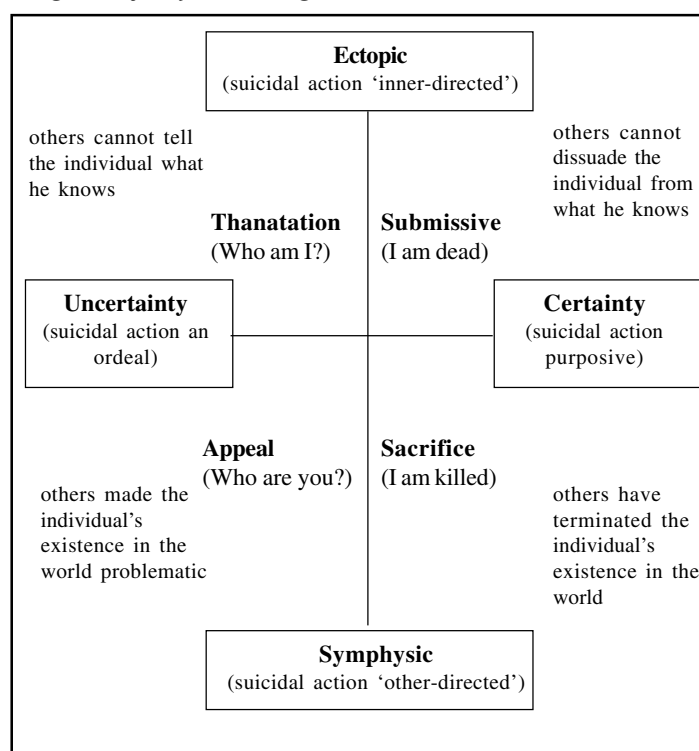 Ectopic
(suicidal action ‘inner-directed’)
others cannot tell
the individual what
he knows
others cannot
dissuade the
individual from
what he knows
Thanatation
(Who am I?)
Submissive
(I am dead)
Uncertainty
(suicidal action an
ordeal)
Certainty
(suicidal action
purposive)
Appeal
(Who are you?)
Sacrifice
(I am killed)
others made the
individual’s
existence in the
world problematic
others have
terminated the
individual’s
existence in the
world
Symphysic
(suicidal action ‘other-directed’)